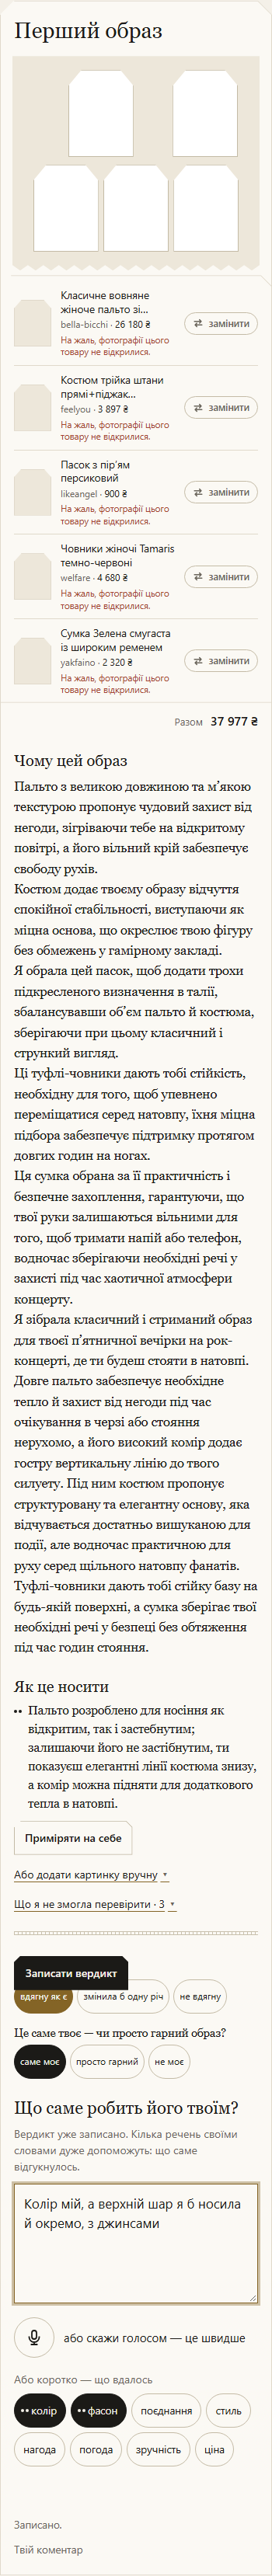 Перший образ
Класичне вовняне
жіноче пальто зі...
bella-bicchi · 26 180 ₴
На жаль, фотографії цього
товару не відкрилися.
замінити
Костюм трійка штани
прямі+піджак...
feelyou · 3 897 ₴
На жаль, фотографії цього
товару не відкрилися.
замінити
Пасок з пір'ям
персиковий
likeangel · 900 ₴
На жаль, фотографії цього
товару не відкрилися.
замінити
Човники жіночі Tamaris
темно-червоні
welfare · 4 680 ₴
На жаль, фотографії цього
товару не відкрилися.
замінити
Сумка Зелена смугаста
із широким ременем
yakfaino · 2 320 ₴
На жаль, фотографії цього
товару не відкрилися.
замінити
Разом 37 977 ₴
Чому цей образ
Пальто з великою довжиною та м’якою
текстурою пропонує чудовий захист від
негоди, зігріваючи тебе на відкритому
повітрі, а його вільний крій забезпечує
свободу рухів.
Костюм додає твоєму образу відчуття
спокійної стабільності, виступаючи як
міцна основа, що окреслює твою фігуру
без обмежень у гамірному закладі.
Я обрала цей пасок, щоб додати трохи
підкресленого визначення в талії,
збалансувавши об’єм пальто й костюма,
зберігаючи при цьому класичний і
стрункий вигляд.
Ці туфлі-човники дають тобі стійкість,
необхідну для того, щоб упевнено
переміщатися серед натовпу, їхня міцна
підбора забезпечує підтримку протягом
довгих годин на ногах.
Ця сумка обрана за її практичність і
безпечне захоплення, гарантуючи, що
твої руки залишаються вільними для
того, щоб тримати напій або телефон,
водночас зберігаючи необхідні речі у
захисті під час хаотичної атмосфери
концерту.
Я зібрала класичний і стриманий образ
для твоєї п’ятничної вечірки на рок-
концерті, де ти будеш стояти в натовпі.
Довге пальто забезпечує необхідне
тепло й захист від негоди під час
очікування в черзі або стояння
нерухомо, а його високий комір додає
гостру вертикальну лінію до твого
силуету. Під ним костюм пропонує
структуровану та елегантну основу, яка
відчувається достатньо вишуканою для
події, але водночас практичною для
руху серед щільного натовпу фанатів.
Туфлі-човники дають тобі стійку базу на
будь-якій поверхні, а сумка зберігає твої
необхідні речі у безпеці без обтяження
під час годин стояння.
Як це носити
Пальто розроблено для носіння як
відкритим, так і застебнутим;
залишаючи його не застібнутим, ти
показуєш елегантні лінії костюма знизу,
а комір можна підняти для додаткового
тепла в натовпі.
Приміряти на себе
Або додати картинку вручну
Що я не змогла перевірити · 3
Записати вердикт
вдягну як є
змінила б одну річ
не вдягну
Це саме твоє — чи просто гарний образ?
саме моє
просто гарний
не моє
Що саме робить його твоїм?
Вердикт уже записано. Кілька речень своїми
словами дуже допоможуть: що саме
відгукнулось.
Колір мій, а верхній шар я б носила
й окремо, з джинсами
або скажи голосом — це швидше
Або коротко — що вдалось
колір
фасон
поєднання
стиль
нагода
погода
зручність
ціна
Записано.
Твій коментар